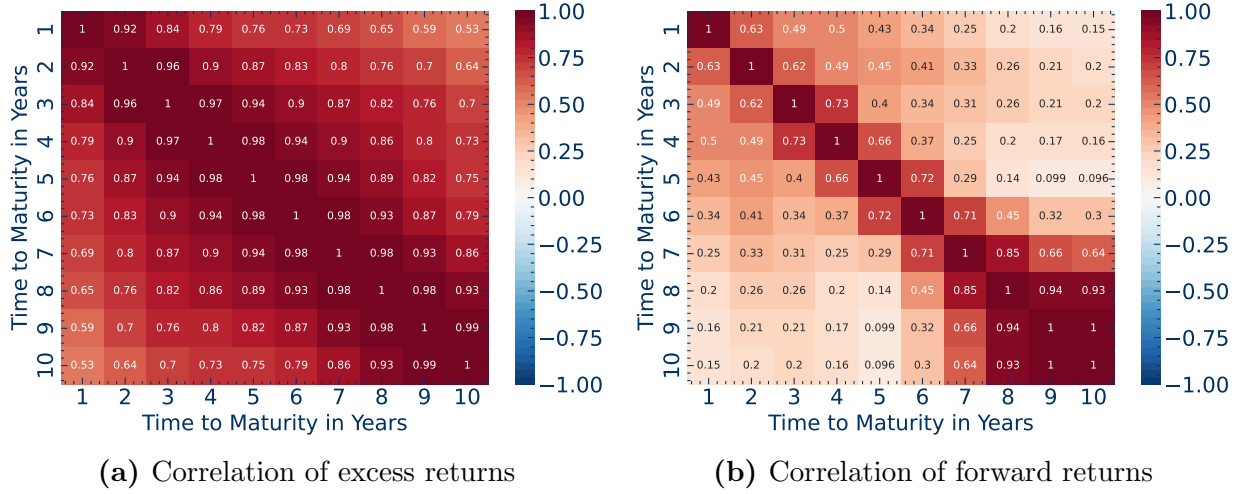 1 1 0.92 0.84 0.79 0.76 0.73 0.69 0.65 0.59 0.53
2 0.92 1 0.96 0.9 0.87 0.83 0.8 0.76 0.7 0.64
3 0.84 0.96 1 0.97 0.94 0.9 0.87 0.82 0.76 0.7
4 0.79 0.9 0.97 1 0.98 0.94 0.9 0.86 0.8 0.73
5 0.76 0.87 0.94 0.98 1 0.98 0.94 0.89 0.82 0.75
6 0.73 0.83 0.9 0.94 0.98 1 0.98 0.93 0.87 0.79
7 0.69 0.8 0.87 0.9 0.94 0.98 1 0.98 0.93 0.86
8 0.65 0.76 0.82 0.86 0.89 0.93 0.98 1 0.98 0.93
9 0.59 0.7 0.76 0.8 0.82 0.87 0.93 0.98 1 0.99
10 0.53 0.64 0.7 0.73 0.75 0.79 0.86 0.93 0.99 1
1 2 3 4 5 6 7 8 9 10
Time to Maturity in Years
Time to Maturity in Years
1.00
0.75
0.50
0.25
0.00
−0.25
−0.50
−0.75
−1.00
(a) Correlation of excess returns
1 1 0.63 0.49 0.5 0.43 0.34 0.25 0.2 0.16 0.15
2 0.63 1 0.62 0.49 0.45 0.41 0.33 0.26 0.21 0.2
3 0.49 0.62 1 0.73 0.4 0.34 0.31 0.26 0.21 0.2
4 0.5 0.49 0.73 1 0.66 0.37 0.25 0.2 0.17 0.16
5 0.43 0.45 0.4 0.66 1 0.72 0.29 0.14 0.099 0.096
6 0.34 0.41 0.34 0.37 0.72 1 0.71 0.45 0.32 0.3
7 0.25 0.33 0.31 0.25 0.29 0.71 1 0.85 0.66 0.64
8 0.2 0.26 0.26 0.2 0.14 0.45 0.85 1 0.94 0.93
9 0.16 0.21 0.21 0.17 0.099 0.32 0.66 0.94 1 1
10 0.15 0.2 0.2 0.16 0.096 0.3 0.64 0.93 1 1
1 2 3 4 5 6 7 8 9 10
Time to Maturity in Years
Time to Maturity in Years
1.00
0.75
0.50
0.25
0.00
−0.25
−0.50
−0.75
−1.00
(b) Correlation of forward returns